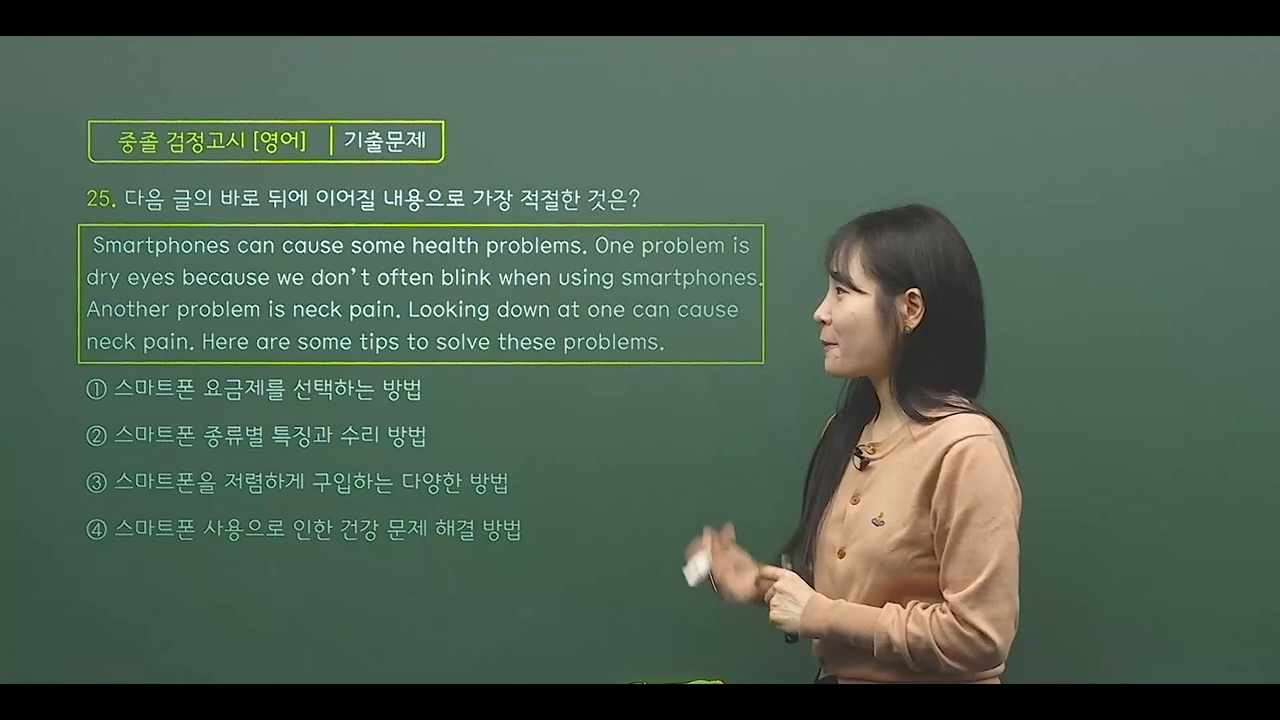 중졸 검정고시 [영어] | 기출문제
25. 다음 글의 바로 뒤에 이어질 내용으로 가장 적절한 것은?
Smartphones can cause some health problems. One problem is
dry eyes because we don't often blink when using smartphones.
Another problem is neck pain. Looking down at one can cause
neck pain. Here are some tips to solve these problems.
① 스마트폰 요금제를 선택하는 방법
② 스마트폰 종류별 특징과 수리 방법
③ 스마트폰을 저렴하게 구입하는 다양한 방법
④ 스마트폰 사용으로 인한 건강 문제 해결 방법